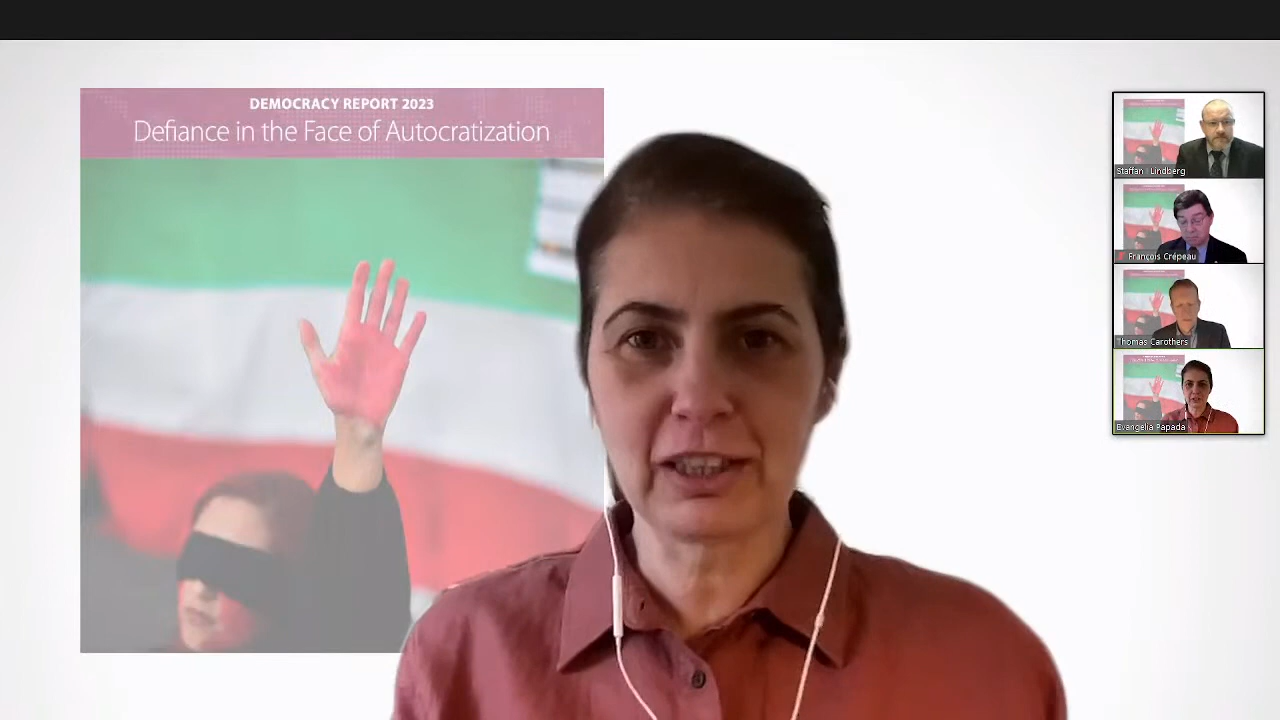 DEMOCRACY REPORT 2023
Defiance in the Face of Autocratization
Staffan I Lindberg
François Crépeau
Thomas Carothers
Evangelia Papada